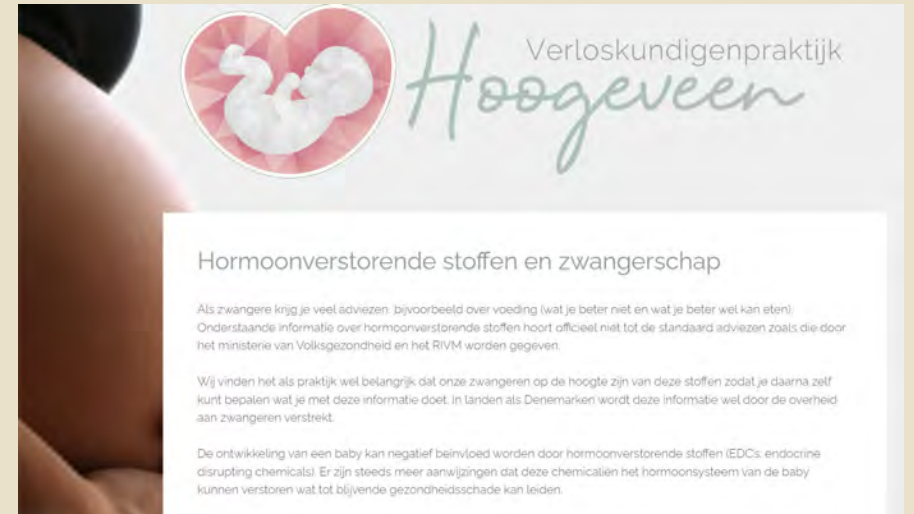 Verloskundigenpraktijk
Hoogeveen
Hormoonverstorende stoffen en zwangerschap
Als zwangere krijg je veel adviezen: bijvoorbeeld over voeding (wat je beter niet en wat je beter wel kan eten).
Onderstaande informatie over hormoonverstorende stoffen hoort officieel niet tot de standaard adviezen zoals die door
het ministerie van Volksgezondheid en het RIVM worden gegeven.
Wij vinden het als praktijk wel belangrijk dat onze zwangeren op de hoogte zijn van deze stoffen zodat je daarna zelf
kunt bepalen wat je met deze informatie doet. In landen als Denemarken wordt deze informatie wel door de overheid
aan zwangeren verstrekt.
De ontwikkeling van een baby kan negatief beinvloed worden door hormoonverstorende stoffen (EDCs: endocrine
disrupting chemicals). Er zijn steeds meer aanwijzingen dat deze chemicaliën het hormoonsysteem van de baby
kunnen verstoren wat tot blijvende gezondheidsschade kan leiden.